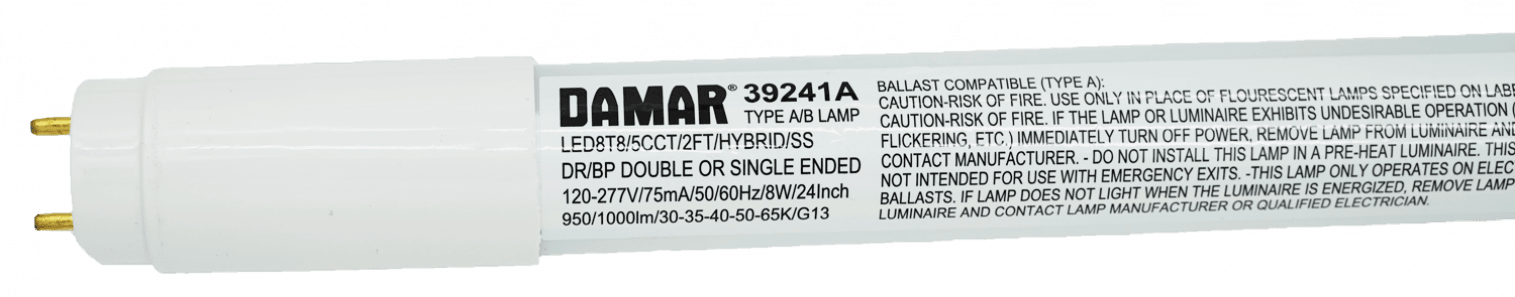 DAMAR® 39241A
TYPE A/B LAMP
LED8T8/5CCT/2FT/HYBRID/SS
DR/BP DOUBLE OR SINGLE ENDED
120-277V/75mA/50/60Hz/8W/24Inch
950/1000lm/30-35-40-50-65K/G13
BALLAST COMPATIBLE (TYPE A):
CAUTION-RISK OF FIRE. USE ONLY IN PLACE OF FLOURESCENT LAMPS SPECIFIED ON
CAUTION-RISK OF FIRE. IF THE LAMP OR LUMINAIRE EXHIBITS UNDESIRABLE OPERATION (
FLICKERING, ETC.) IMMEDIATELY TURN OFF POWER, REMOVE LAMP FROM LUMINAIRE AND
CONTACT MANUFACTURER. - DO NOT INSTALL THIS LAMP IN A PRE-HEAT LUMINAIRE. THIS
NOT INTENDED FOR USE WITH EMERGENCY EXITS. -THIS LAMP ONLY OPERATES ON ELEC
BALLASTS. IF LAMP DOES NOT LIGHT WHEN THE LUMINAIRE IS ENERGIZED, REMOVE LAMP
LUMINAIRE AND CONTACT LAMP MANUFACTURER OR QUALIFIED ELECTRICIAN.